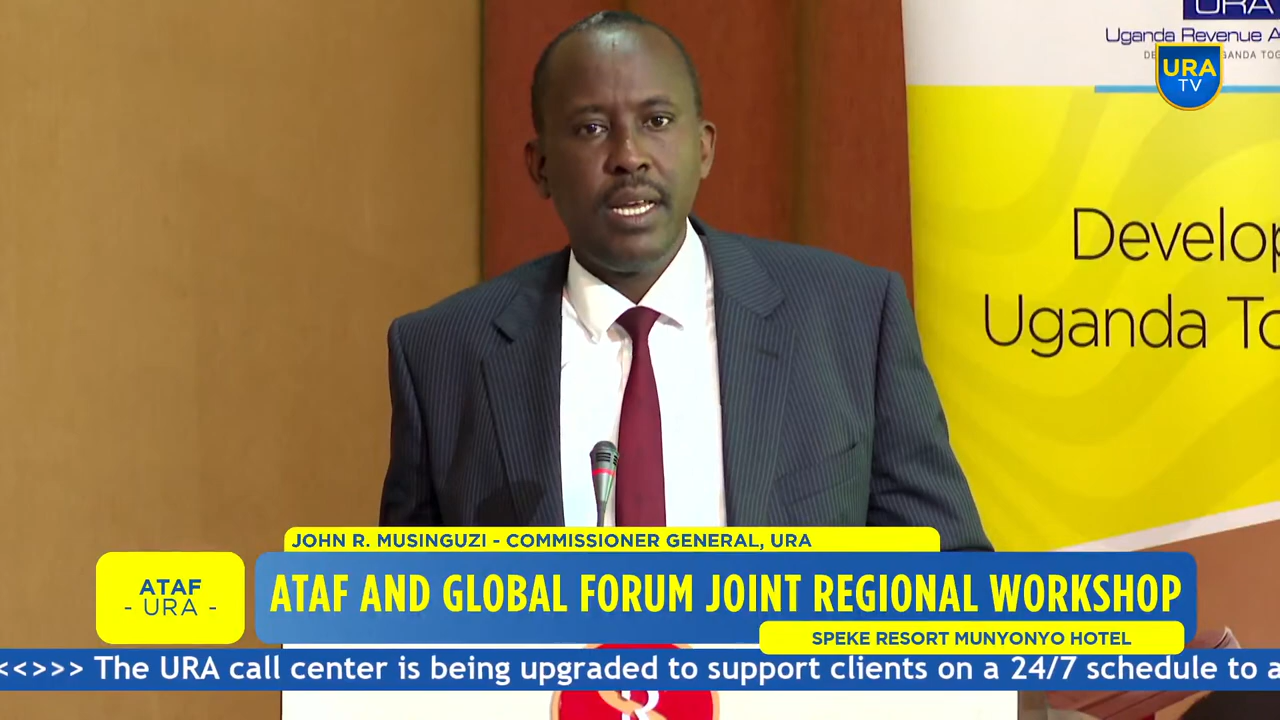 URA
Uganda Revenue A
URA
TV
Develop
Uganda To
JOHN R. MUSINGUZI - COMMISSIONER GENERAL, URA
ATAF
- URA -
ATAF AND GLOBAL FORUM JOINT REGIONAL WORKSHOP
SPEKE RESORT MUNYONYO HOTEL
<<>>> The URA call center is being upgraded to support clients on a 24/7 schedule to a
R